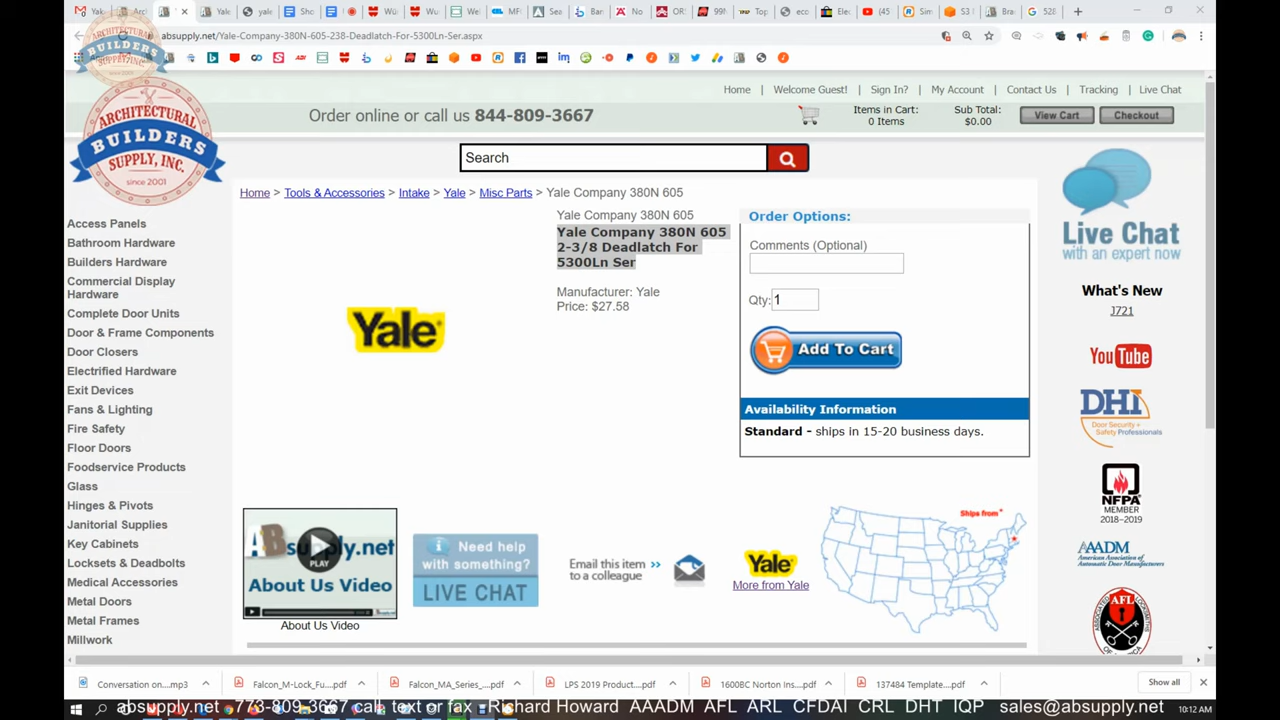 Yale
absupply.net/Yale-Company-380N-605-238-Deadlatch-For-5300Ln-Ser.aspx
Home
Welcome Guest!
Sign In?
My Account
Contact Us
Tracking
Live Chat
Order online or call us 844-809-3667
Items in Cart:
0 Items
Sub Total:
$0.00
View Cart
Checkout
ARCHITECTURAL
BUILDERS
SUPPLY, INC.
since 2001
Search
Home > Tools & Accessories > Intake > Yale > Misc Parts > Yale Company 380N 605
Access Panels
Bathroom Hardware
Builders Hardware
Commercial Display
Hardware
Complete Door Units
Door & Frame Components
Door Closers
Electrified Hardware
Exit Devices
Fans & Lighting
Fire Safety
Floor Doors
Foodservice Products
Glass
Hinges & Pivots
Janitorial Supplies
Key Cabinets
Locksets & Deadbolts
Medical Accessories
Metal Doors
Metal Frames
Millwork
Yale
Yale Company 380N 605
Yale Company 380N 605
2-3/8 Deadlatch For
5300Ln Ser
Manufacturer: Yale
Price: $27.58
Order Options:
Comments (Optional)
Qty: 1
Add To Cart
Availability Information
Standard - ships in 15-20 business days.
ABsupply.net
PLAY
About Us Video
About Us Video
Need help
with something?
LIVE CHAT
Email this item >>
to a colleague
Yale
More from Yale
Ships from
Live Chat
with an expert now
What's New
J721
YouTube
DHI
Door Security +
Safety Professionals
NFPA
MEMBER
2018-2019
AADM
American Association of
Automatic Door Manufacturers
AFL
Conversation on....mp3
Falcon_M-Lock_Fu....pdf
Falcon_MA_Series_....pdf
LPS 2019 Product....pdf
1600BC Norton Ins....pdf
137484 Template....pdf
Show all
absupply.net - 773-809-3667 call, text or fax - Richard Howard AAADM AFL ARL CFDAI CRL DHT IQP sales@absupply.net
10:12 AM